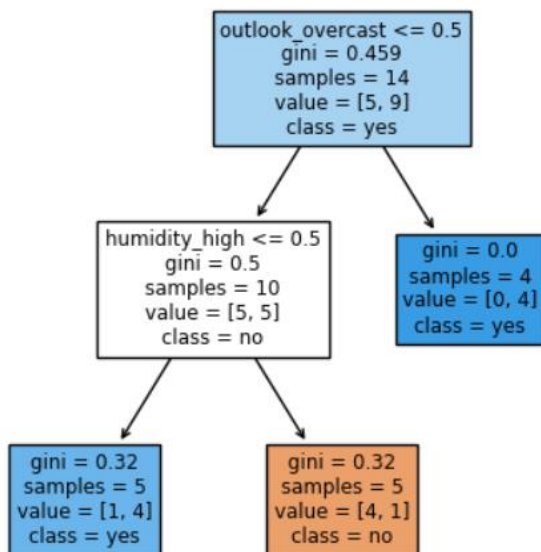 outlook_overcast <= 0.5
gini = 0.459
samples = 14
value = [5, 9]
class = yes
humidity_high <= 0.5
gini = 0.5
samples = 10
value = [5, 5]
class = no
gini = 0.0
samples = 4
value = [0, 4]
class = yes
gini = 0.32
samples = 5
value = [1, 4]
class = yes
gini = 0.32
samples = 5
value = [4, 1]
class = no